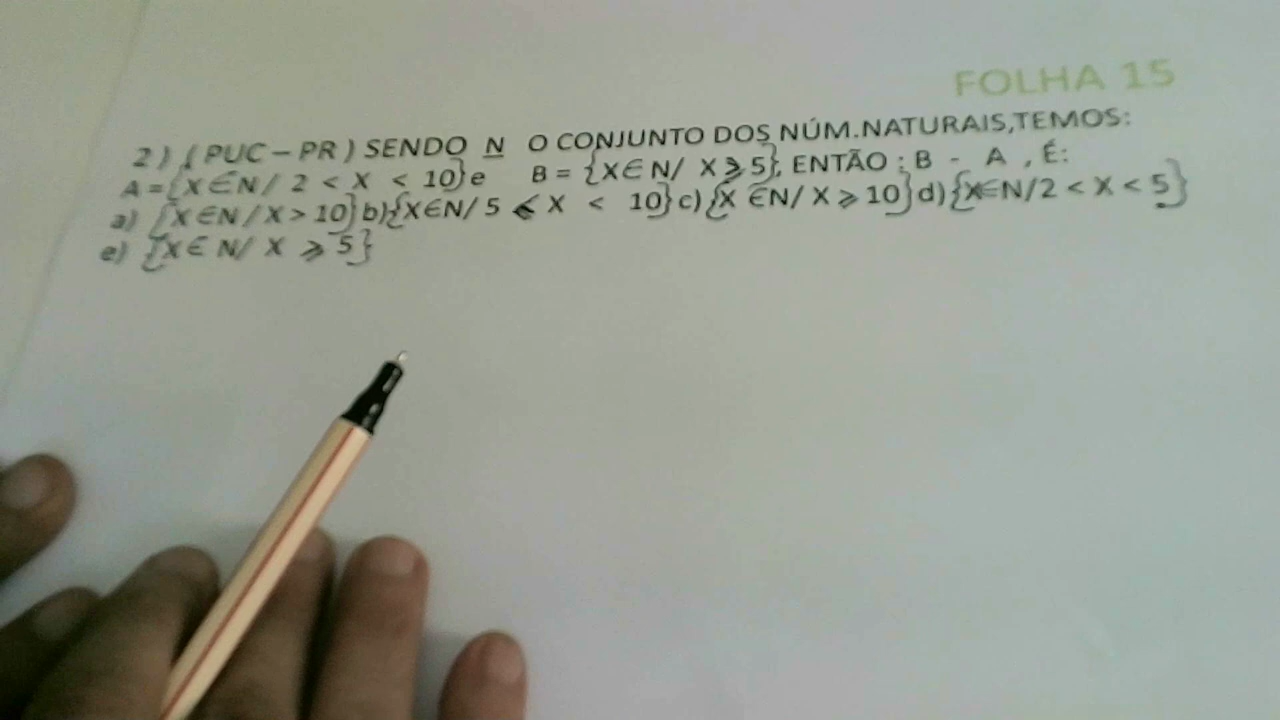 FOLHA 15
2) ( PUC – PR ) SENDO N O CONJUNTO DOS NÚM.NATURAIS,TEMOS:
A = {X ∈ N / 2 < X < 10} e B = {X ∈ N/ X ⩾ 5}, ENTÃO : B - A , É:
a) {X ∈N / X > 10} b){X∈N/ 5 ⩽ X < 10} c) {X ∈N/ X ⩾ 10} d) {X∈N/2 < X < 5}
e) {X ∈ N/ X ⩾ 5}